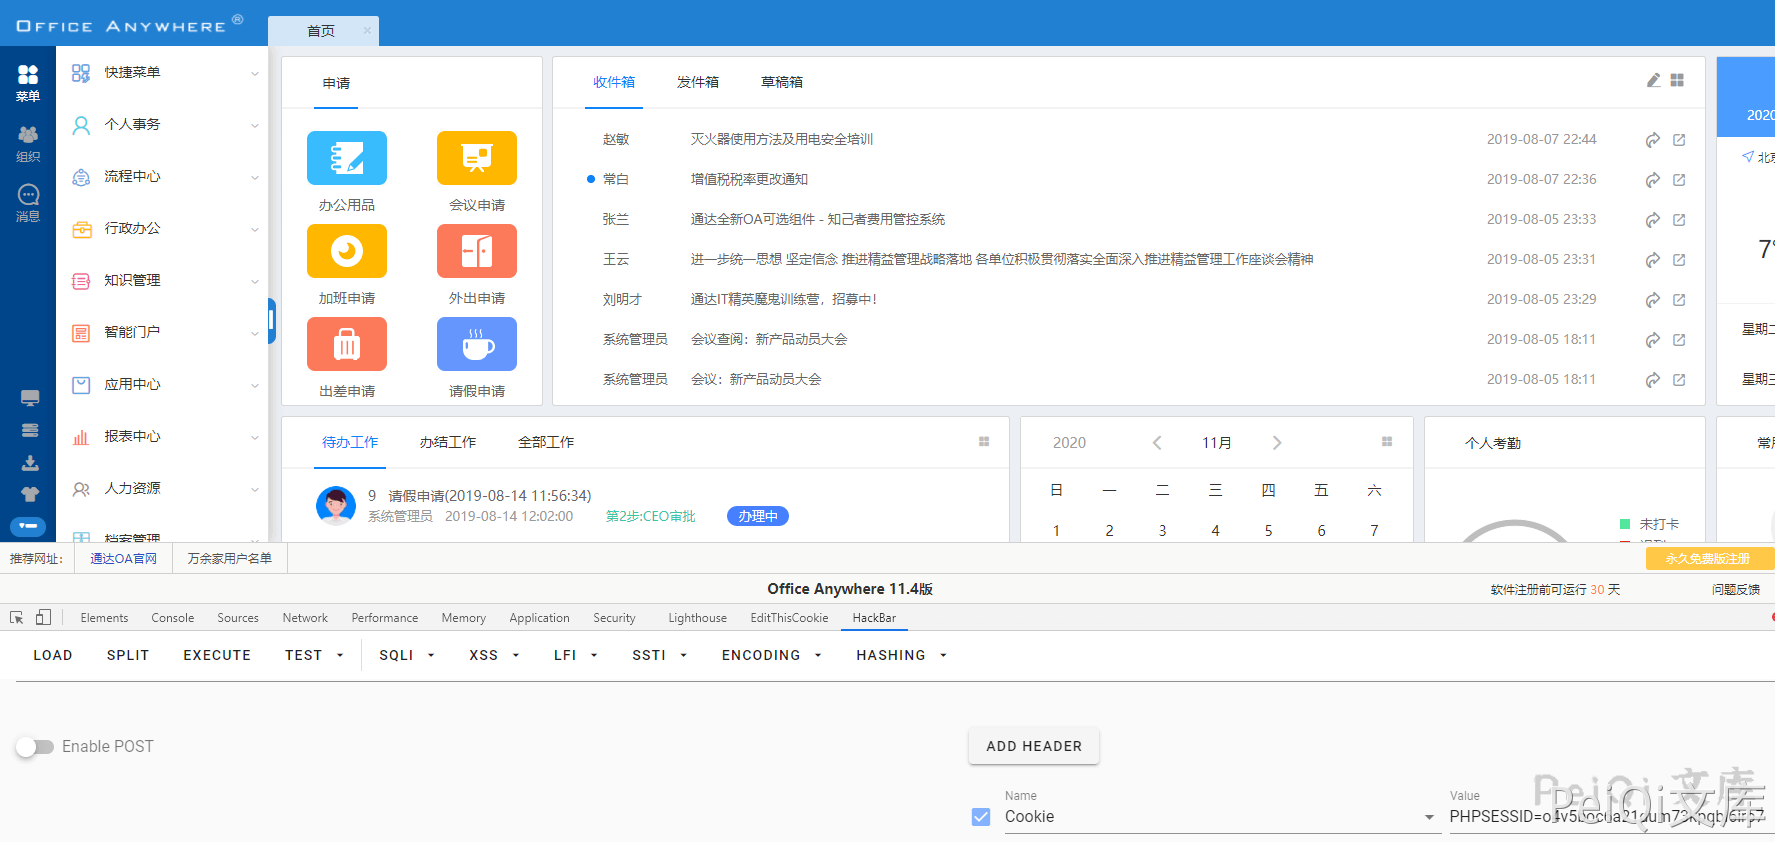 OFFICE ANYWHERE®
首页
菜单
组织
消息
快捷菜单
个人事务
流程中心
行政办公
知识管理
智能门户
应用中心
报表中心
人力资源
档案管理
申请
办公用品
会议申请
加班申请
外出申请
出差申请
请假申请
收件箱 发件箱 草稿箱
赵敏 灭火器使用方法及用电安全培训 2019-08-07 22:44
常白 增值税税率更改通知 2019-08-07 22:36
张兰 通达全新OA可选组件 - 知己者费用管控系统 2019-08-05 23:33
王云 进一步统一思想 坚定信念 推进精益管理战略落地 各单位积极贯彻落实全面深入推进精益管理工作座谈会精神 2019-08-05 23:31
刘明才 通达IT精英魔鬼训练营，招募中！ 2019-08-05 23:29
系统管理员 会议查阅：新产品动员大会 2019-08-05 18:11
系统管理员 会议：新产品动员大会 2019-08-05 18:11
2020
北京
7°
星期二
星期三
待办工作 办结工作 全部工作
9 请假申请(2019-08-14 11:56:34)
系统管理员 2019-08-14 12:02:00 第2步:CEO审批 办理中
2020 11月
日 一 二 三 四 五 六
1 2 3 4 5 6 7
个人考勤
未打卡
常用
推荐网址: 通达OA官网 万余家用户名单
永久免费版注册
Office Anywhere 11.4版
软件注册前可运行 30 天 问题反馈
Elements Console Sources Network Performance Memory Application Security Lighthouse EditThisCookie HackBar
LOAD SPLIT EXECUTE TEST SQLI XSS LFI SSTI ENCODING HASHING
Enable POST
ADD HEADER
Name
Cookie
Value
PeiQi文库
PeiQi文库